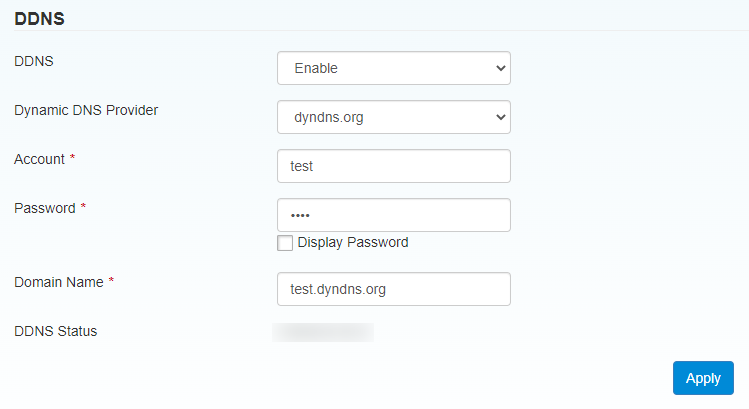 DDNS
DDNS Enable
Dynamic DNS Provider dyndns.org
Account * test
Password * ••••
Display Password
Domain Name * test.dyndns.org
DDNS Status
Apply